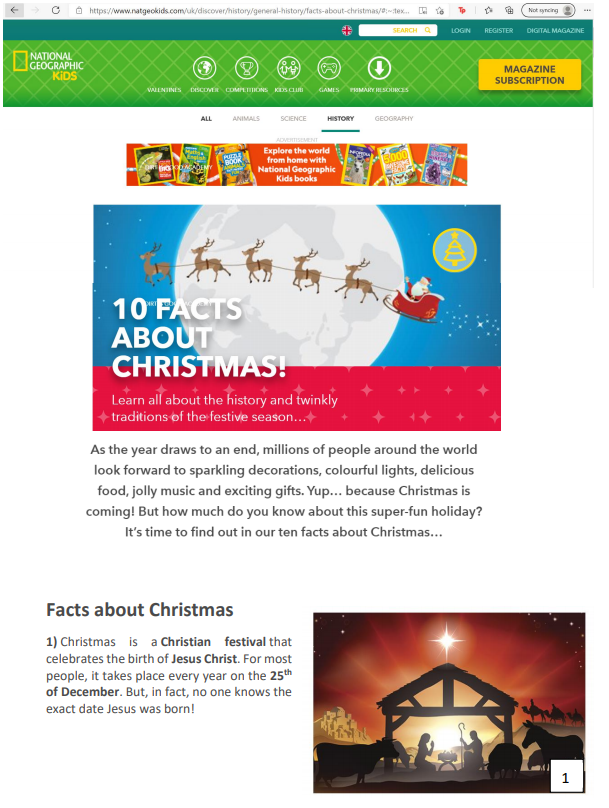 https://www.natgeokids.com/uk/discover/history/general-history/facts-about-christmas/#:~:tex...
Not syncing
SEARCH
LOGIN
REGISTER
DIGITAL MAGAZINE
NATIONAL
GEOGRAPHIC
KiDS
MAGAZINE
SUBSCRIPTION
VALENTINES
DISCOVER
COMPETITIONS
KIDS CLUB
GAMES
PRIMARY RESOURCES
ALL
ANIMALS
SCIENCE
HISTORY
GEOGRAPHY
ADVERTISEMENT
Explore the world
from home with
National Geographic
Kids books
10 FACTS
ABOUT
CHRISTMAS!
Learn all about the history and twinkly
traditions of the festive season…
As the year draws to an end, millions of people around the world
look forward to sparkling decorations, colourful lights, delicious
food, jolly music and exciting gifts. Yup… because Christmas is
coming! But how much do you know about this super-fun holiday?
It's time to find out in our ten facts about Christmas…
Facts about Christmas
1) Christmas is a Christian festival that
celebrates the birth of Jesus Christ. For most
people, it takes place every year on the 25th
of December. But, in fact, no one knows the
exact date Jesus was born!
1